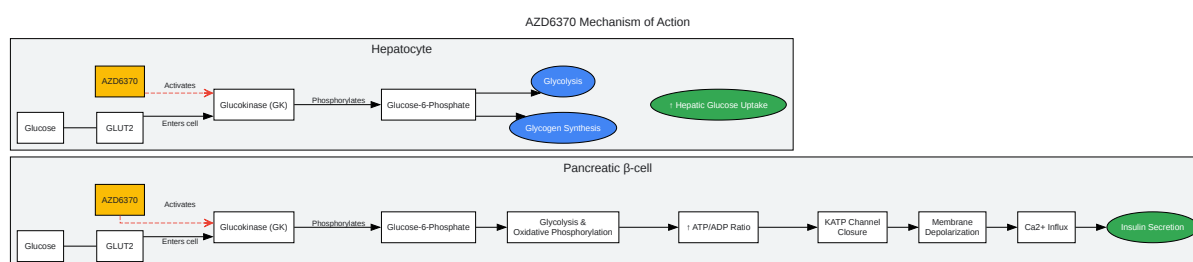 AZD6370 Mechanism of Action
Hepatocyte
AZD6370
Activates
Glucose
GLUT2
Enters cell
Glucokinase (GK)
Phosphorylates
Glucose-6-Phosphate
Glycolysis
Glycogen Synthesis
↑ Hepatic Glucose Uptake
Pancreatic β-cell
AZD6370
Activates
Glucose
GLUT2
Enters cell
Glucokinase (GK)
Phosphorylates
Glucose-6-Phosphate
Glycolysis &
Oxidative Phosphorylation
↑ ATP/ADP Ratio
KATP Channel
Closure
Membrane
Depolarization
Ca2+ Influx
Insulin Secretion